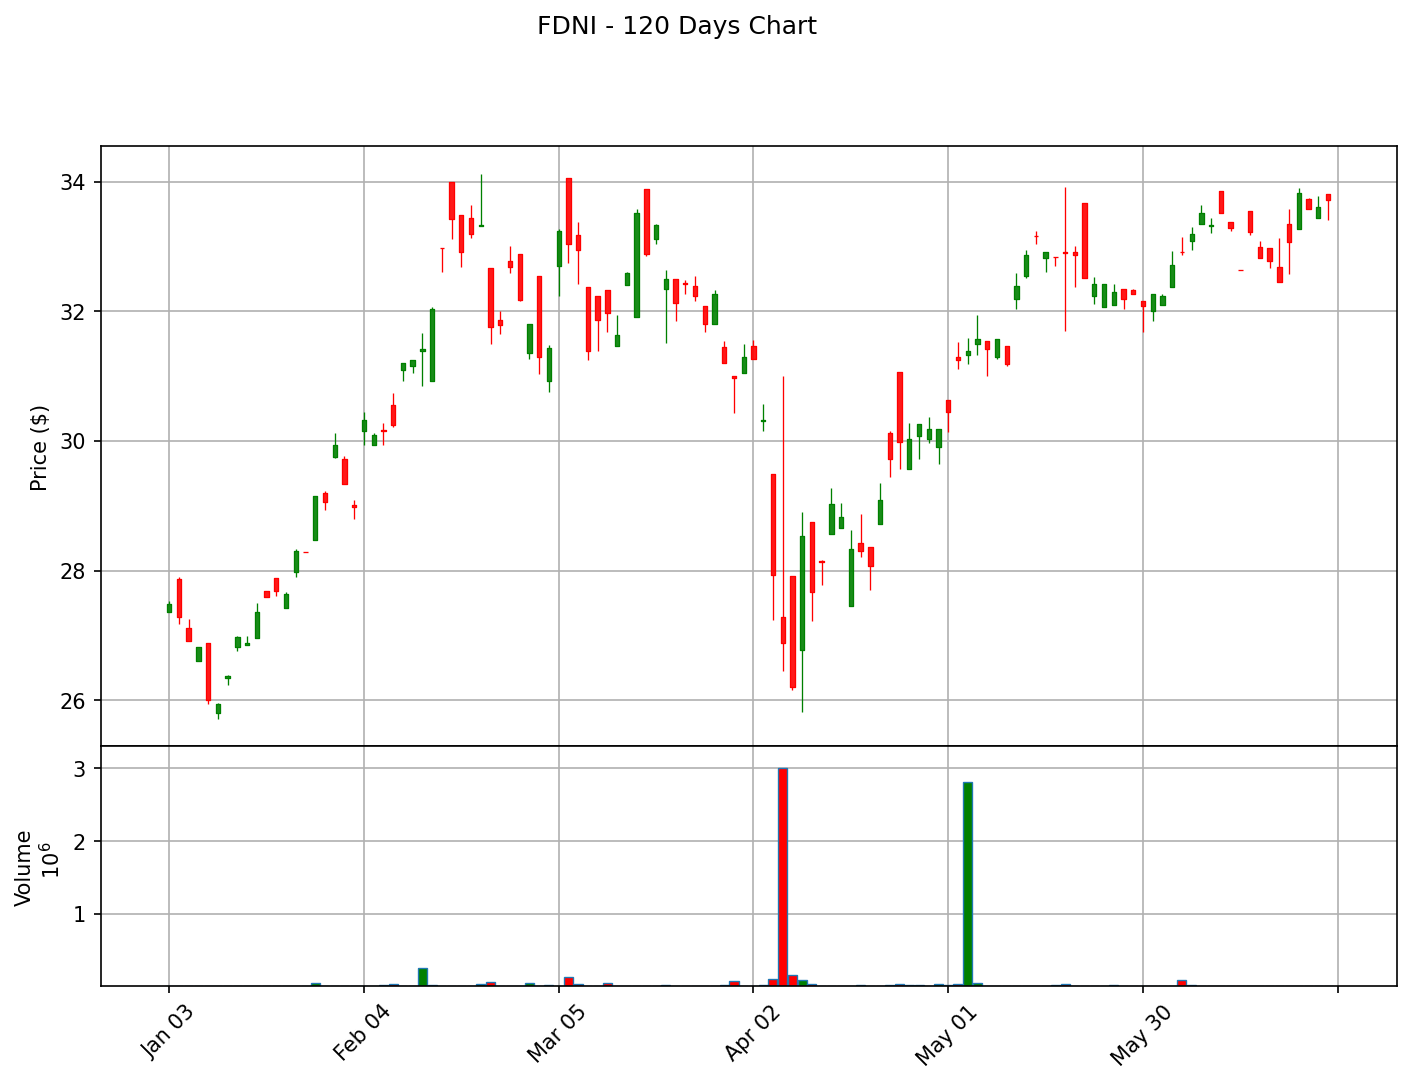 FDNI - 120 Days Chart
Price ($)
34
32
30
28
26
Volume
10⁶
3
2
1
Jan 03
Feb 04
Mar 05
Apr 02
May 01
May 30